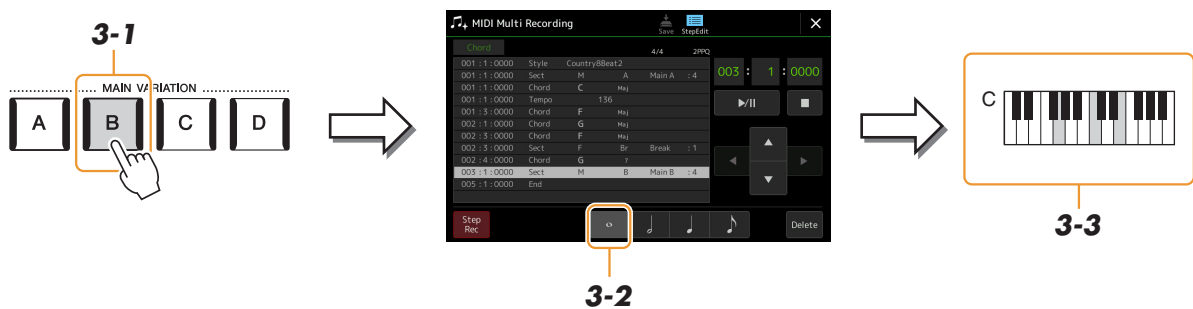 3-1
MAIN VARIATION
A B C D
MIDI Multi Recording
Save StepEdit
Chord 4/4 2PPQ
001 : 1 : 0000 Style Country8Beat2
001 : 1 : 0000 Sect M A Main A : 4
001 : 1 : 0000 Chord C Maj
001 : 1 : 0000 Tempo 136
001 : 3 : 0000 Chord F Maj
002 : 1 : 0000 Chord G Maj
002 : 3 : 0000 Chord F Maj
002 : 3 : 0000 Sect F Br Break : 1
002 : 4 : 0000 Chord G 7
003 : 1 : 0000 Sect M B Main B : 4
005 : 1 : 0000 End
003 : 1 : 0000
Step
Rec
Delete
3-2
C
3-3